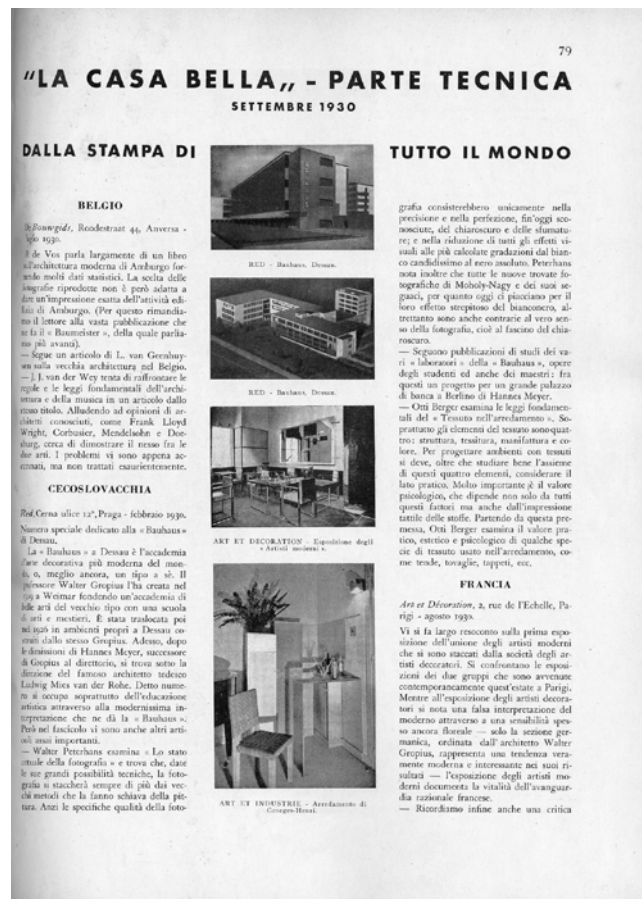 79
"LA CASA BELLA„ - PARTE TECNICA
SETTEMBRE 1930
DALLA STAMPA DI
TUTTO IL MONDO
BELGIO
Bouwgids, Rondestraat 44, Anversa -
1930.
de Vos parla largamente di un libro
architettura moderna di Amburgo for-
molti dati statistici. La scelta delle
riprodotte non è però adatta a
un'impressione esatta dell'attività edi-
di Amburgo. (Per questo rimandia-
il lettore alla vasta pubblicazione che
fa il « Baumeister », della quale parlia-
più avanti).
— Segue un articolo di L. van
sulla vecchia architettura nel Belgio.
— J. J. van der Wey tenta di raffrontare le
regole e le leggi fondamentali dell'archi-
tettura e della musica in un articolo dallo
stesso titolo. Alludendo ad opinioni di ar-
chitetti conosciuti, come Frank Lloyd
Wright, Corbusier, Mendelsohn e Doe-
sburg, cerca di dimostrare il nesso fra le
due arti. I problemi vi sono appena ac-
cennati, ma non trattati esaurientemente.
CECOSLOVACCHIA
Red, Cerna ulice 12ª, Praga - febbraio 1930.
Numero speciale dedicato alla « Bauhaus »
di Dessau.
La « Bauhaus » a Dessau è l'accademia
d'arte decorativa più moderna del mon-
do, o, meglio ancora, un tipo a sè. Il
professore Walter Gropius l'ha creata nel
a Weimar fondendo un'accademia di
belle arti del vecchio tipo con una scuola
di arti e mestieri. È stata traslocata poi
nel 1926 in ambienti propri a Dessau co-
struiti dallo stesso Gropius. Adesso, dopo
le dimissioni di Hannes Meyer, successore
di Gropius al direttorio, si trova sotto la
direzione del famoso architetto tedesco
Ludwig Mies van der Rohe. Detto nume-
ro si occupa soprattutto dell'educazione
artistica attraverso alla modernissima in-
terpretazione che ne dà la « Bauhaus ».
Però nel fascicolo vi sono anche altri arti-
coli assai importanti.
— Walter Peterhans esamina « Lo stato
attuale della fotografia » e trova che, date
le sue grandi possibilità tecniche, la foto-
grafia si staccherà sempre di più dai vec-
chi metodi che la fanno schiava della pit-
tura. Anzi le specifiche qualità della foto-
RED - Bauhaus, Dessau.
RED - Bauhaus, Dessau.
ART ET DÉCORATION - Esposizione degli
« Artisti moderni ».
ART ET INDUSTRIE - Arredamento di
Georges-Henri.
grafia consisterebbero unicamente nella
precisione e nella perfezione, fin'oggi sco-
nosciute, del chiaroscuro e delle sfumatu-
re; e nella riduzione di tutti gli effetti vi-
suali alle più calcolate gradazioni dal bian-
co candidissimo al nero assoluto. Peterhans
nota inoltre che tutte le nuove trovate fo-
tografiche di Moholy-Nagy e dei suoi se-
guaci, per quanto oggi ci piacciano per il
loro effetto strepitoso del bianconero, al-
trettanto sono anche contrarie al vero sen-
so della fotografia, cioè al fascino del chia-
roscuro.
— Seguono pubblicazioni di studi dei va-
ri « laboratori » della « Bauhaus », opere
degli studenti ed anche dei maestri: fra
questi un progetto per un grande palazzo
di banca a Berlino di Hannes Meyer.
— Otti Berger esamina le leggi fondamen-
tali del « Tessuto nell'arredamento ». So-
prattutto gli elementi del tessuto sono quat-
tro: struttura, tessitura, manifattura e co-
lore. Per progettare ambienti con tessuti
si deve, oltre che studiare bene l'assieme
di questi quattro elementi, considerare il
lato pratico. Molto importante è il valore
psicologico, che dipende non solo da tutti
questi fattori ma anche dall'impressione
tattile delle stoffe. Partendo da questa pre-
messa, Otti Berger esamina il valore pra-
tico, estetico e psicologico di qualche spe-
cie di tessuto usato nell'arredamento, co-
me tende, tovaglie, tappeti, ecc.
FRANCIA
Art et Décoration, 2, rue de l'Echelle, Pa-
rigi - agosto 1930.
Vi si fa largo resoconto sulla prima espo-
sizione dell'unione degli artisti moderni
che si sono staccati dalla società degli ar-
tisti decoratori. Si confrontano le esposi-
zioni dei due gruppi che sono avvenute
contemporaneamente quest'estate a Parigi.
Mentre all'esposizione degli artisti decora-
tori si nota una falsa interpretazione del
moderno attraverso a una sensibilità spes-
so ancora floreale — solo la sezione ger-
manica, ordinata dall'architetto Walter
Gropius, rappresenta una tendenza vera-
mente moderna e interessante nei suoi ri-
sultati — l'esposizione degli artisti mo-
derni documenta la vitalità dell'avanguar-
dia razionale francese.
— Ricordiamo infine anche una critica